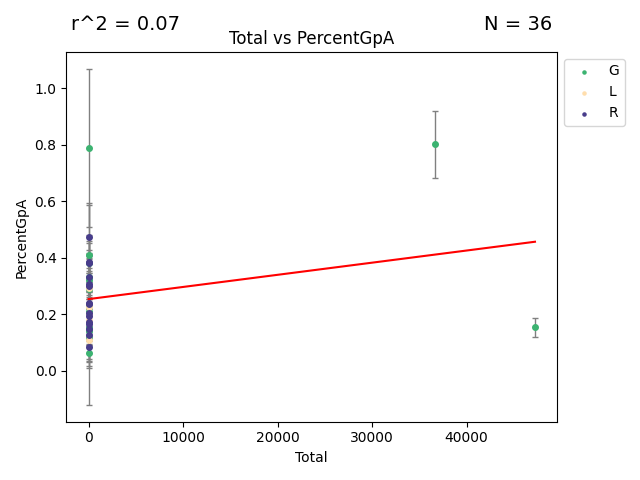 r^2 = 0.07
N = 36
Total vs PercentGpA
G
L
R
1.0
0.8
0.6
0.4
0.2
0.0
PercentGpA
0
10000
20000
30000
40000
Total